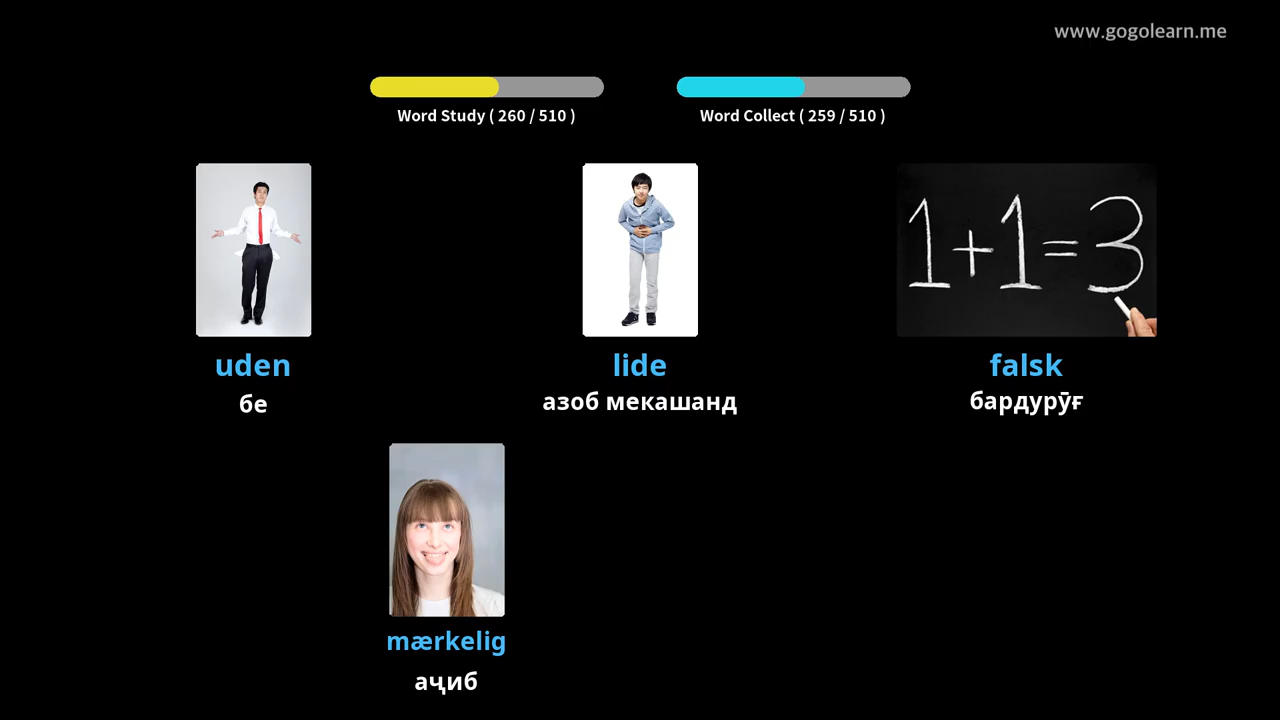 www.gogolearn.me
Word Study ( 260 / 510 )
Word Collect ( 259 / 510 )
1+1=3
uden
lide
falsk
бе
азоб мекашанд
бардурӯғ
mærkelig
аҷиб